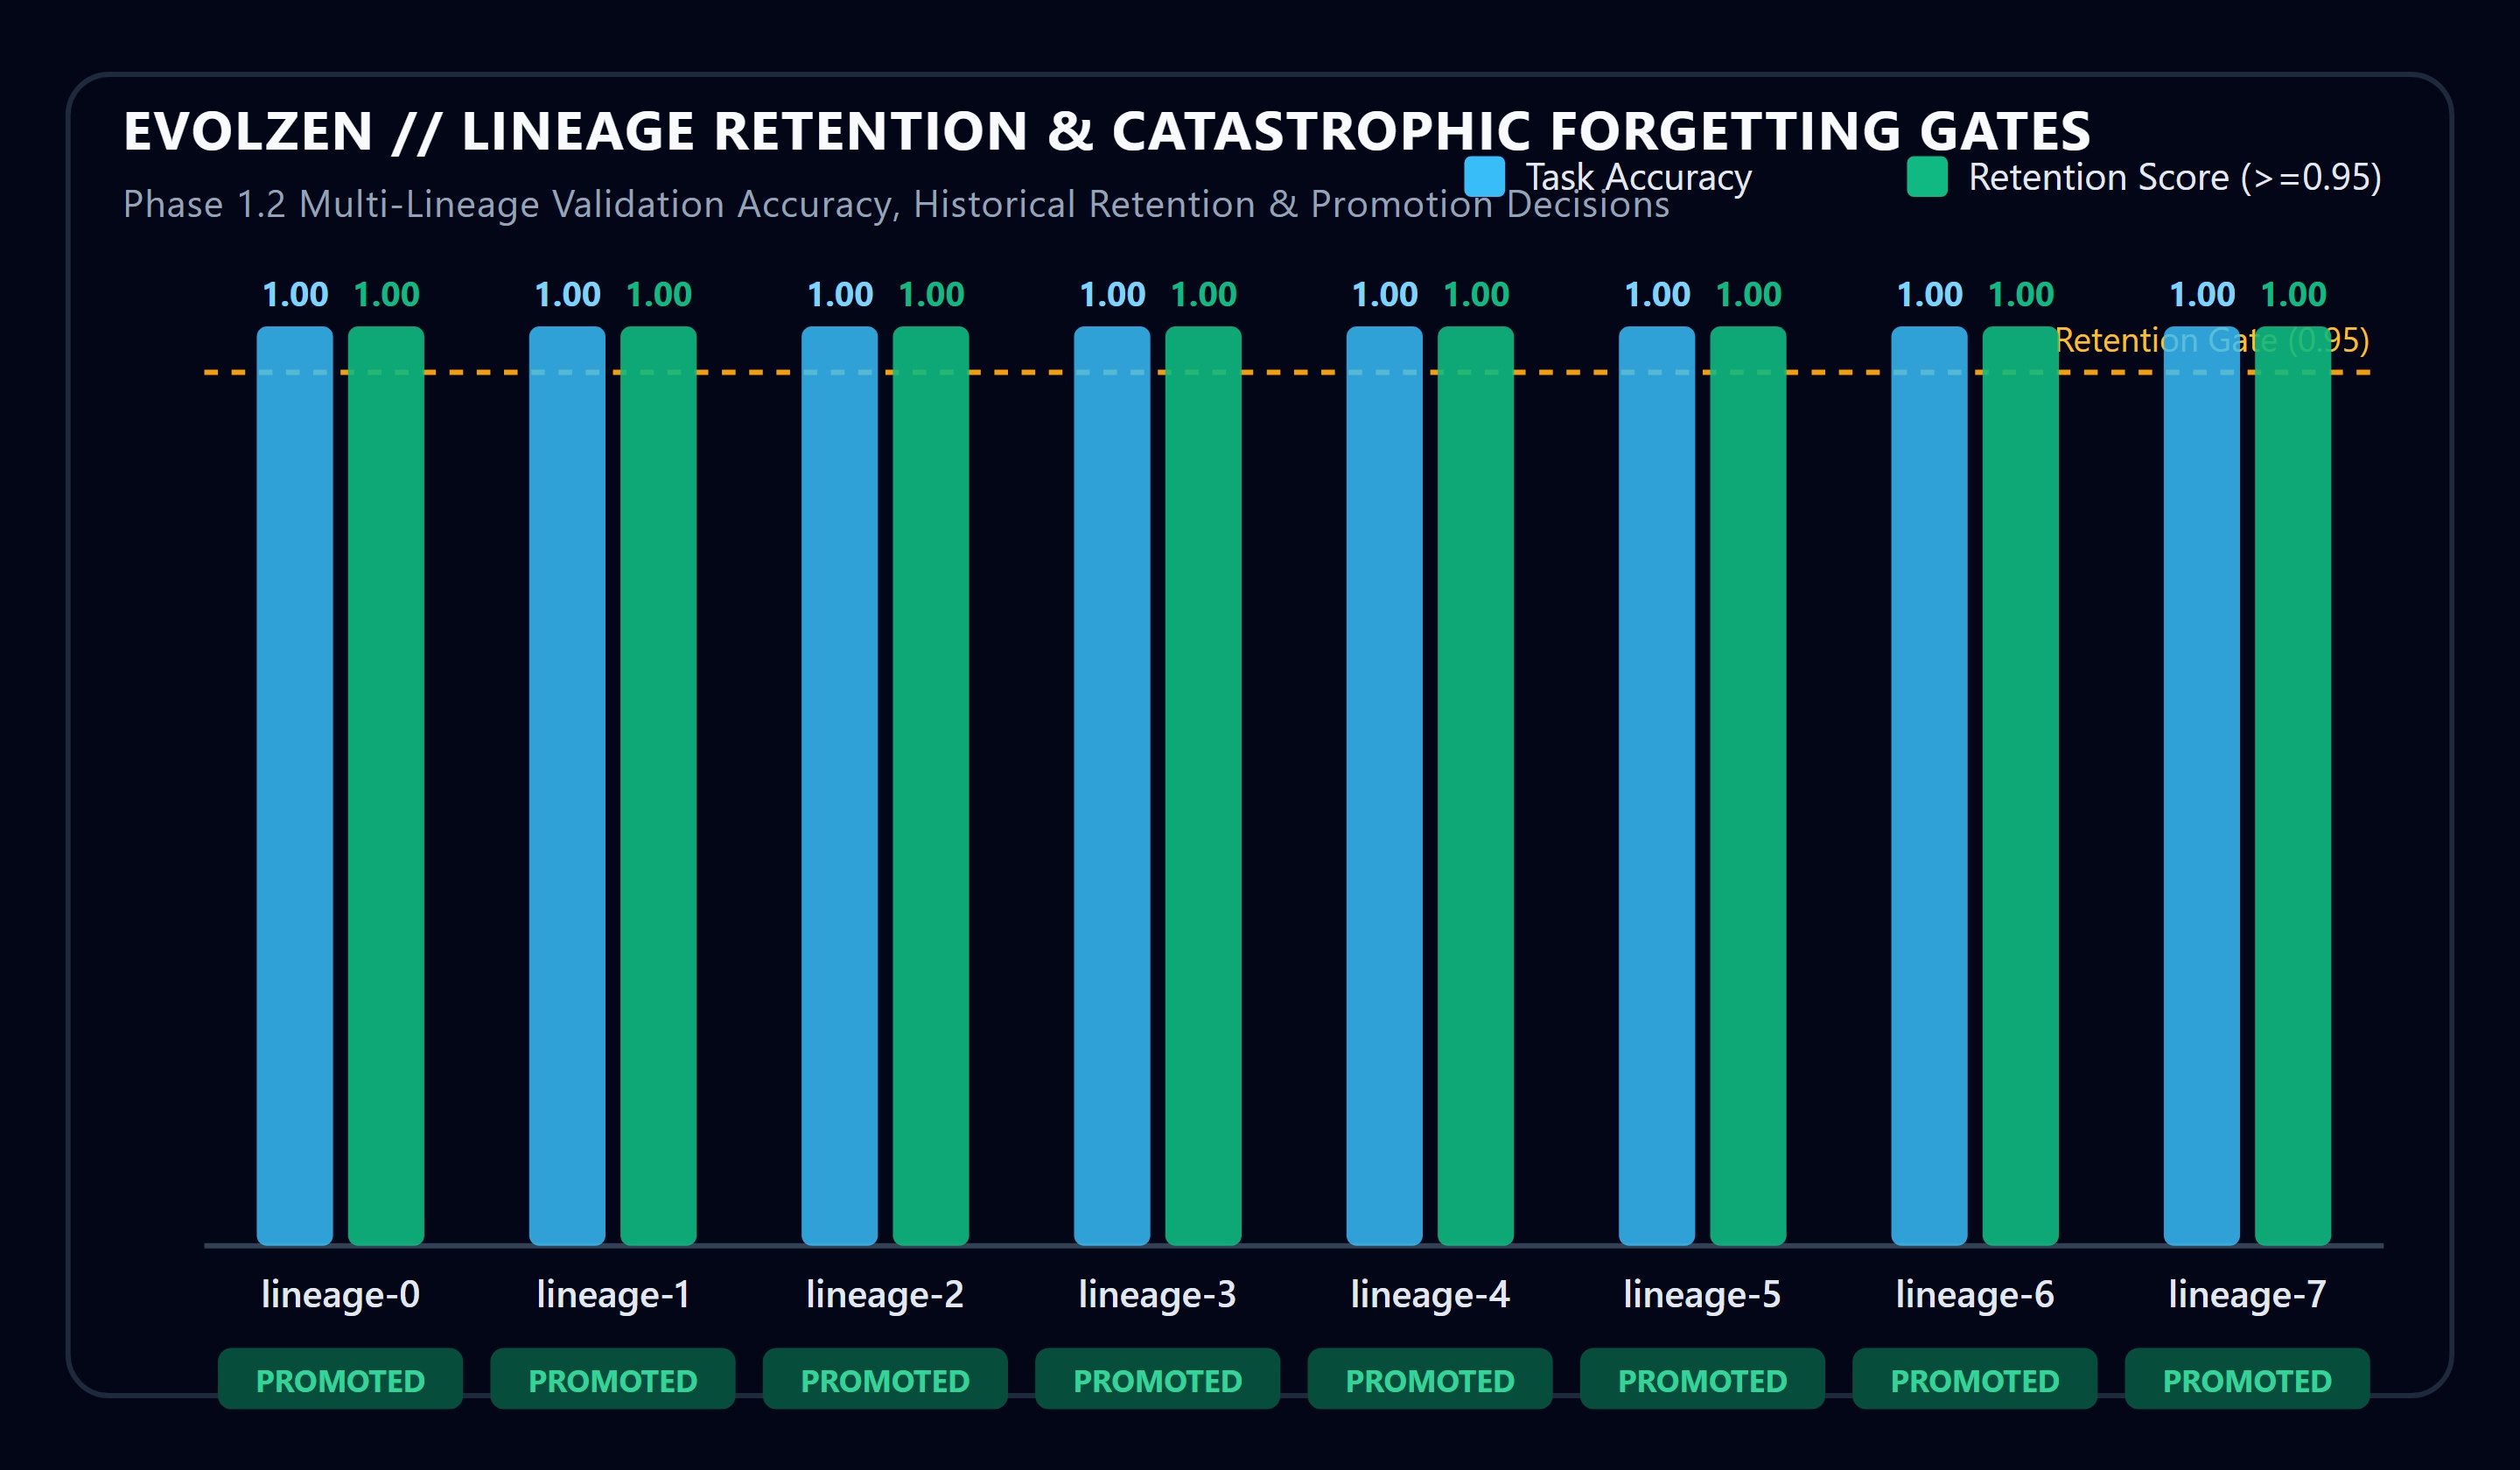 EVOLZEN // LINEAGE RETENTION & CATASTROPHIC FORGETTING GATES
Task Accuracy
Retention Score (>=0.95)
Phase 1.2 Multi-Lineage Validation Accuracy, Historical Retention & Promotion Decisions
1.00 1.00 1.00 1.00 1.00 1.00 1.00 1.00 1.00 1.00 1.00 1.00 1.00 1.00 1.00 1.00
Retention Gate (0.95)
lineage-0 lineage-1 lineage-2 lineage-3 lineage-4 lineage-5 lineage-6 lineage-7
PROMOTED PROMOTED PROMOTED PROMOTED PROMOTED PROMOTED PROMOTED PROMOTED